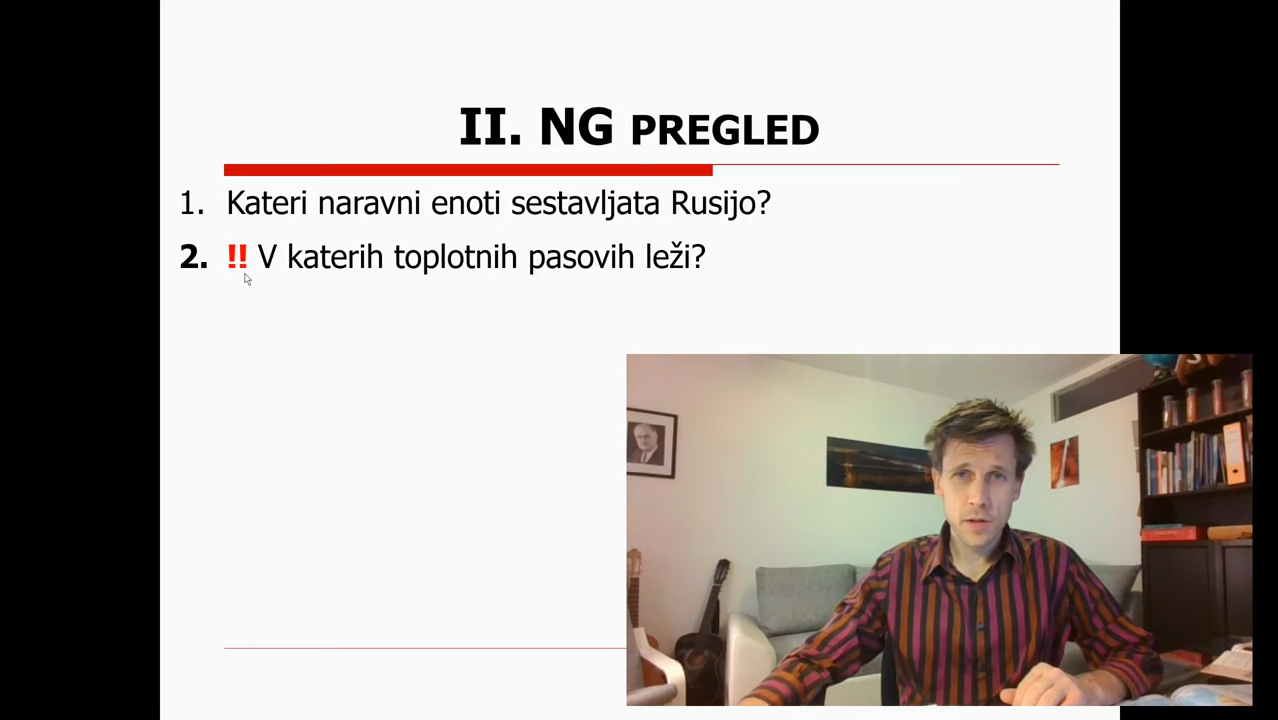 II. NG PREGLED
1. Kateri naravni enoti sestavljata Rusijo?
2. !! V katerih toplotnih pasovih leži?